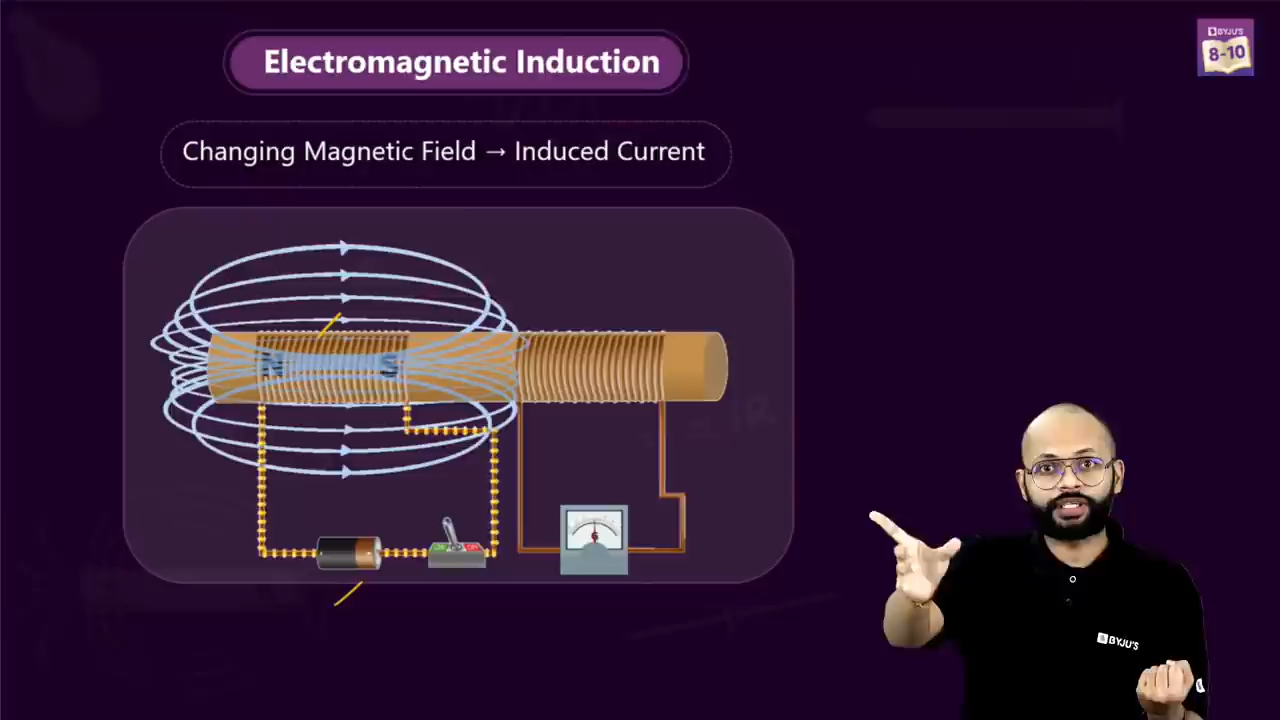 Electromagnetic Induction
BYJU'S
8-10
Changing Magnetic Field → Induced Current
BYJU'S